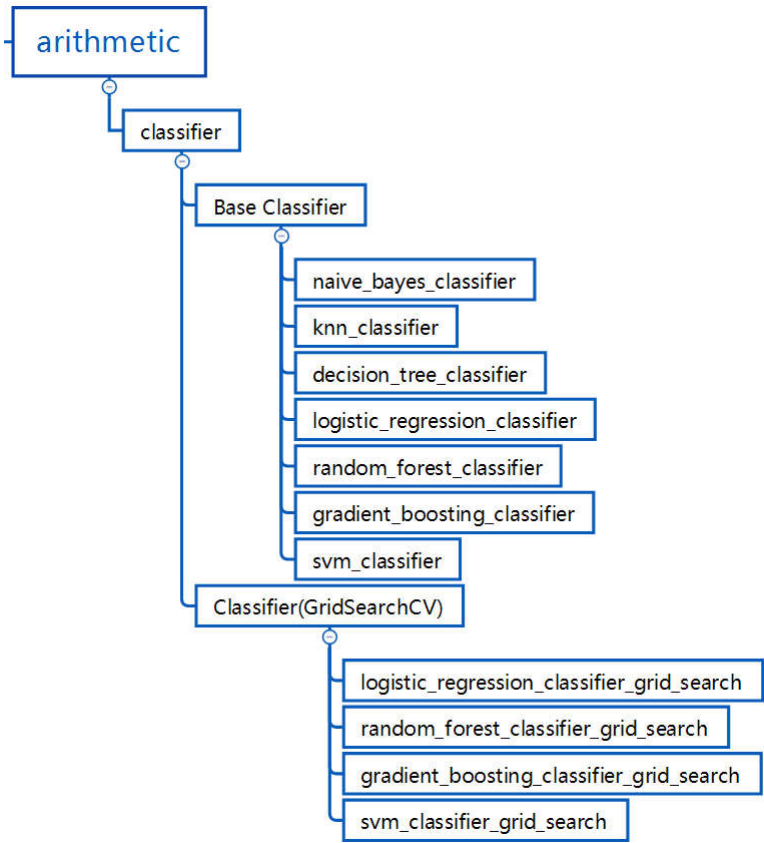 arithmetic
classifier
Base Classifier
naive_bayes_classifier
knn_classifier
decision_tree_classifier
logistic_regression_classifier
random_forest_classifier
gradient_boosting_classifier
svm_classifier
Classifier(GridSearchCV)
logistic_regression_classifier_grid_search
random_forest_classifier_grid_search
gradient_boosting_classifier_grid_search
svm_classifier_grid_search